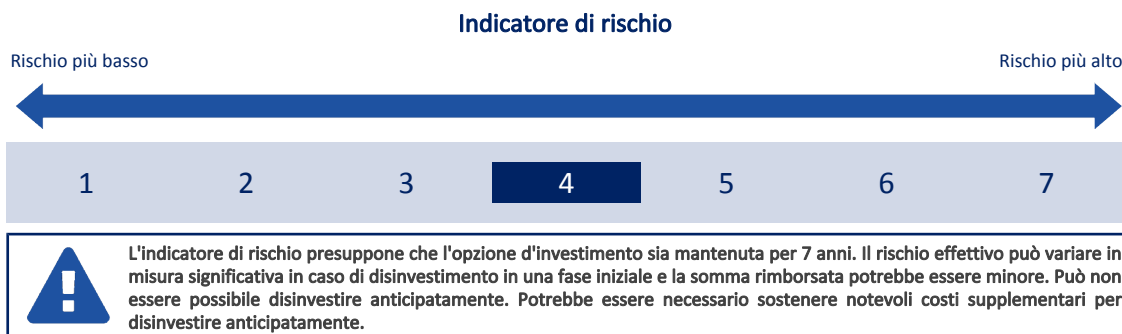 Indicatore di rischio
Rischio più basso
Rischio più alto
1 2 3 4 5 6 7
L'indicatore di rischio presuppone che l'opzione d'investimento sia mantenuta per 7 anni. Il rischio effettivo può variare in
misura significativa in caso di disinvestimento in una fase iniziale e la somma rimborsata potrebbe essere minore. Può non
essere possibile disinvestire anticipatamente. Potrebbe essere necessario sostenere notevoli costi supplementari per
disinvestire anticipatamente.